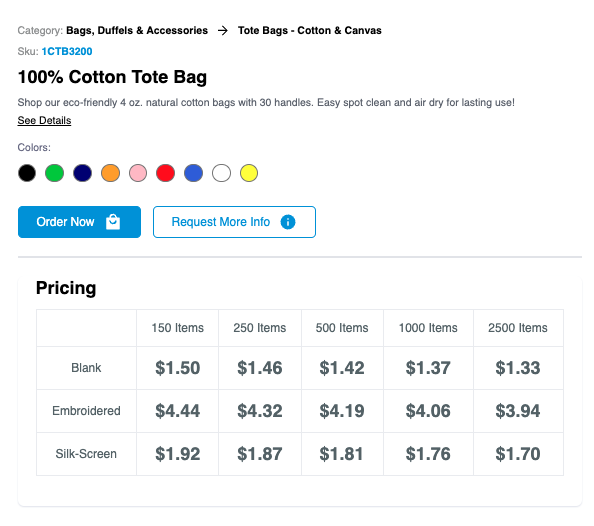 Category: Bags, Duffels & Accessories → Tote Bags - Cotton & Canvas
Sku: 1CTB3200
100% Cotton Tote Bag
Shop our eco-friendly 4 oz. natural cotton bags with 30 handles. Easy spot clean and air dry for lasting use!
See Details
Colors:
Order Now Request More Info
Pricing
150 Items 250 Items 500 Items 1000 Items 2500 Items
Blank $1.50 $1.46 $1.42 $1.37 $1.33
Embroidered $4.44 $4.32 $4.19 $4.06 $3.94
Silk-Screen $1.92 $1.87 $1.81 $1.76 $1.70